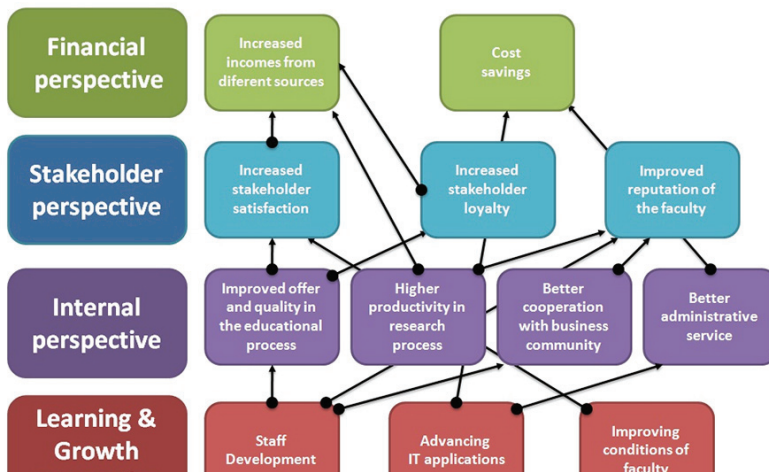 Financial
perspective
Increased
incomes from
diferent sources
Cost
savings
Stakeholder
perspective
Increased
stakeholder
satisfaction
Increased
stakeholder
loyalty
Improved
reputation of
the faculty
Internal
perspective
Improved offer
and quality in
the educational
process
Higher
productivity in
research
process
Better
cooperation
with business
community
Better
administrative
service
Learning &
Growth
Staff
Development
Advancing
IT applications
Improving
conditions of
faculty